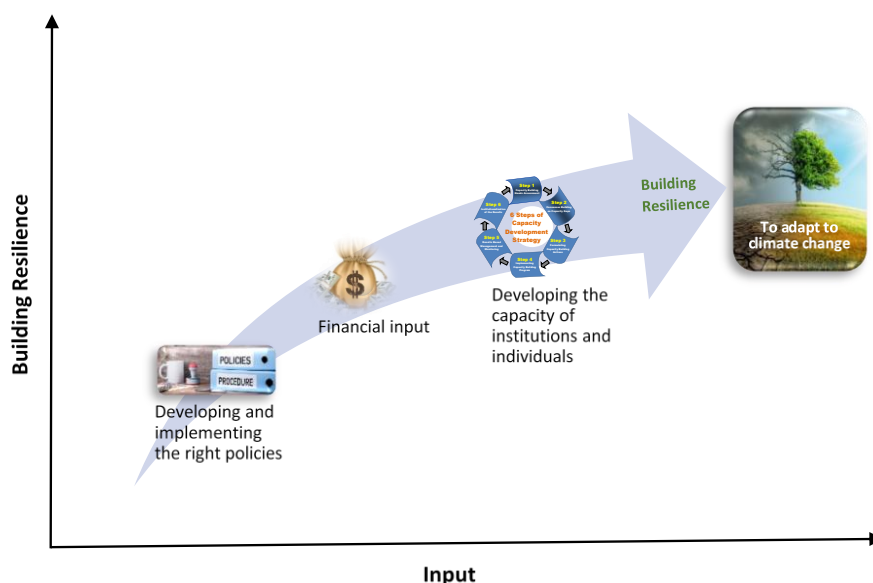 Building Resilience
Input
POLICIES
PROCEDURE
Developing and
implementing
the right policies
Financial input
$
Step 1
Step 2
Step 3
Step 4
Step 5
Step 6
6 Steps of
Capacity
Development
Strategy
Developing the
capacity of
institutions and
individuals
Building
Resilience
To adapt to
climate change